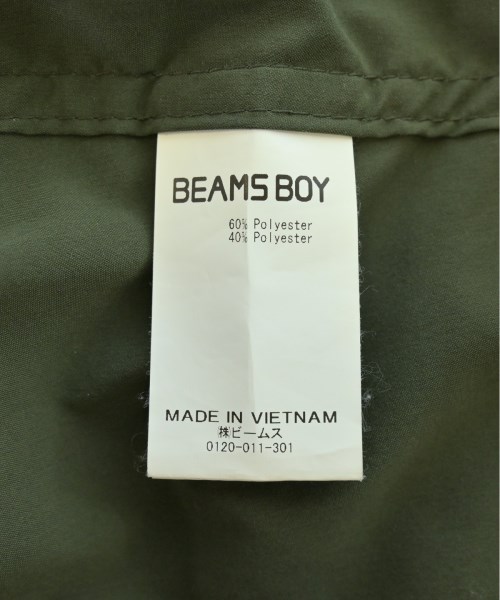 BEAMS BOY
60% Polyester
40% Polyester
MADE IN VIETNAM
㈱ビームス
0120-011-301